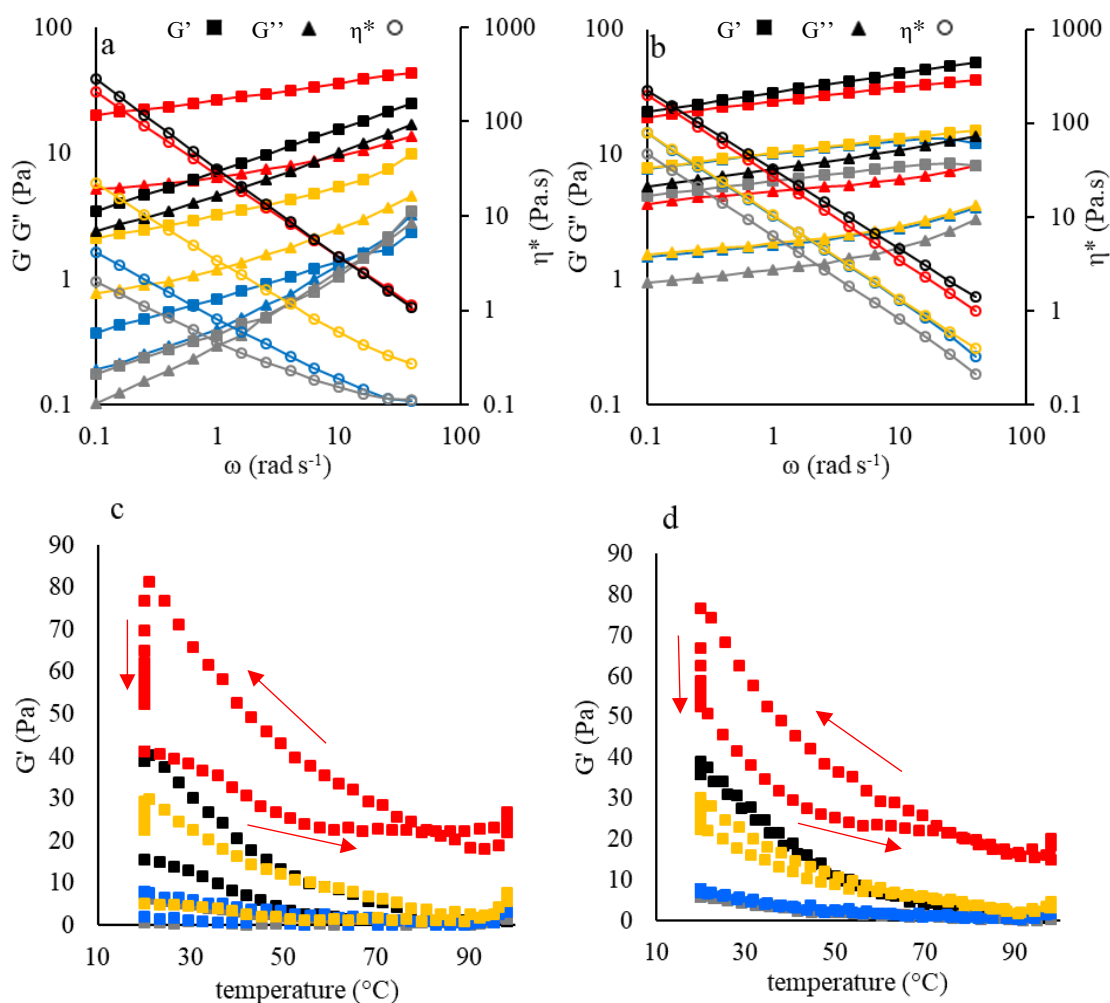 G' G'' η*
a
100
10
1
0.1
1000
100
10
1
0.1
0.1 1 10 100
G' G'' (Pa)
η* (Pa.s)
ω (rad s-1)
G' G'' η*
b
100
10
1
0.1
1000
100
10
1
0.1
0.1 1 10 100
G' G'' (Pa)
η* (Pa.s)
ω (rad s-1)
c
90
80
70
60
50
40
30
20
10
0
10 30 50 70 90
G' (Pa)
temperature (°C)
d
90
80
70
60
50
40
30
20
10
0
10 30 50 70 90
G' (Pa)
temperature (°C)